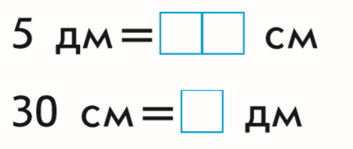 5 дм = см
30 см = дм